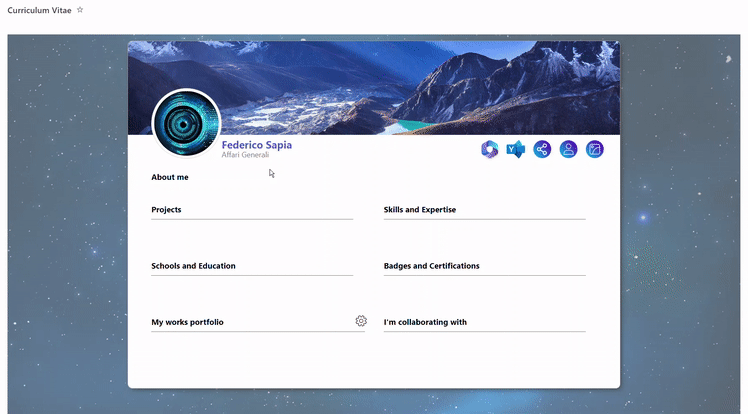 Curriculum Vitae
Federico Sapia
Affari Generali
About me
Projects
Skills and Expertise
Schools and Education
Badges and Certifications
My works portfolio
I'm collaborating with